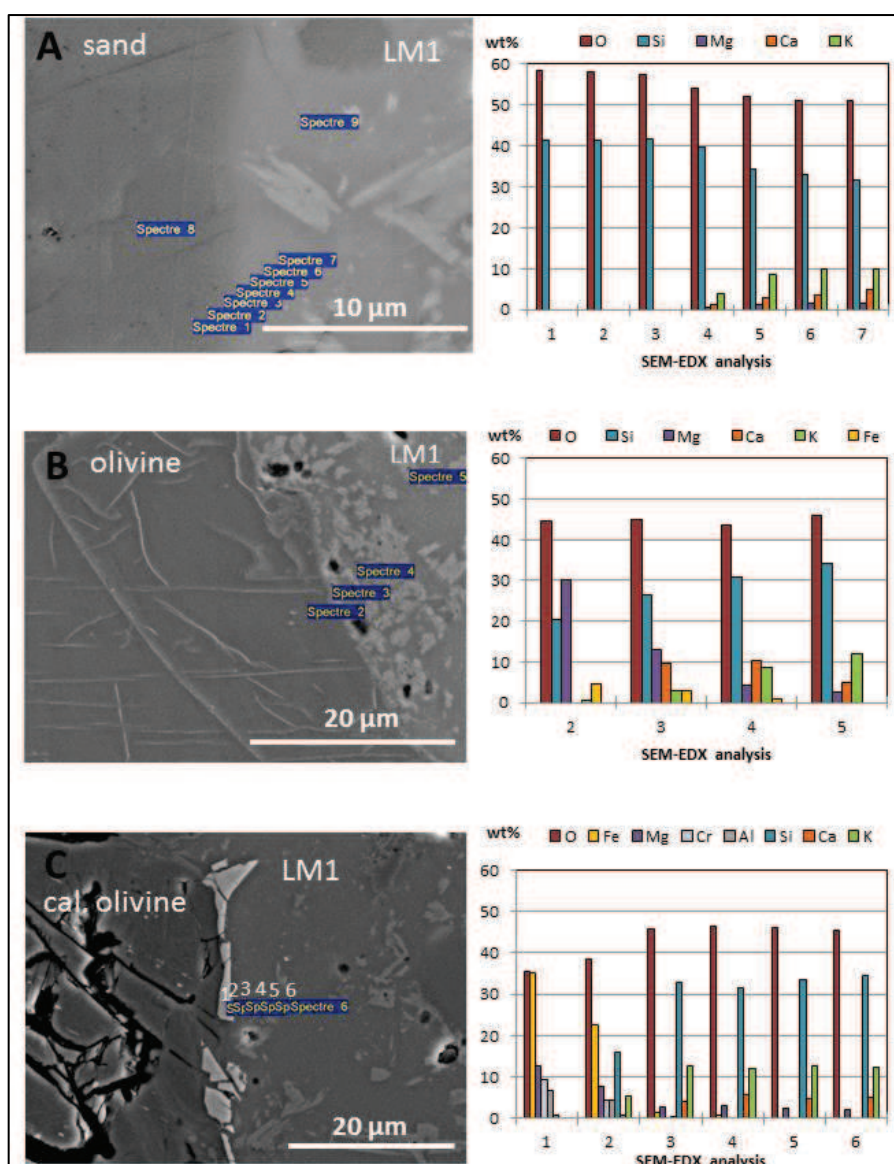 A sand LM1
Spectre 9
Spectre 8
Spectre 7
Spectre 6
Spectre 5
Spectre 4
Spectre 3
Spectre 2
Spectre 1
10 µm
wt% O Si Mg Ca K
60
50
40
30
20
10
0
1 2 3 4 5 6 7
SEM-EDX analysis
B olivine LM1
Spectre 5
Spectre 4
Spectre 3
Spectre 2
20 µm
wt% O Si Mg Ca K Fe
60
50
40
30
20
10
0
2 3 4 5
SEM-EDX analysis
C cal. olivine LM1
1 2 3 4 5 6
Spectre 6
20 µm
wt% O Fe Mg Cr Al Si Ca K
60
50
40
30
20
10
0
1 2 3 4 5 6
SEM-EDX analysis